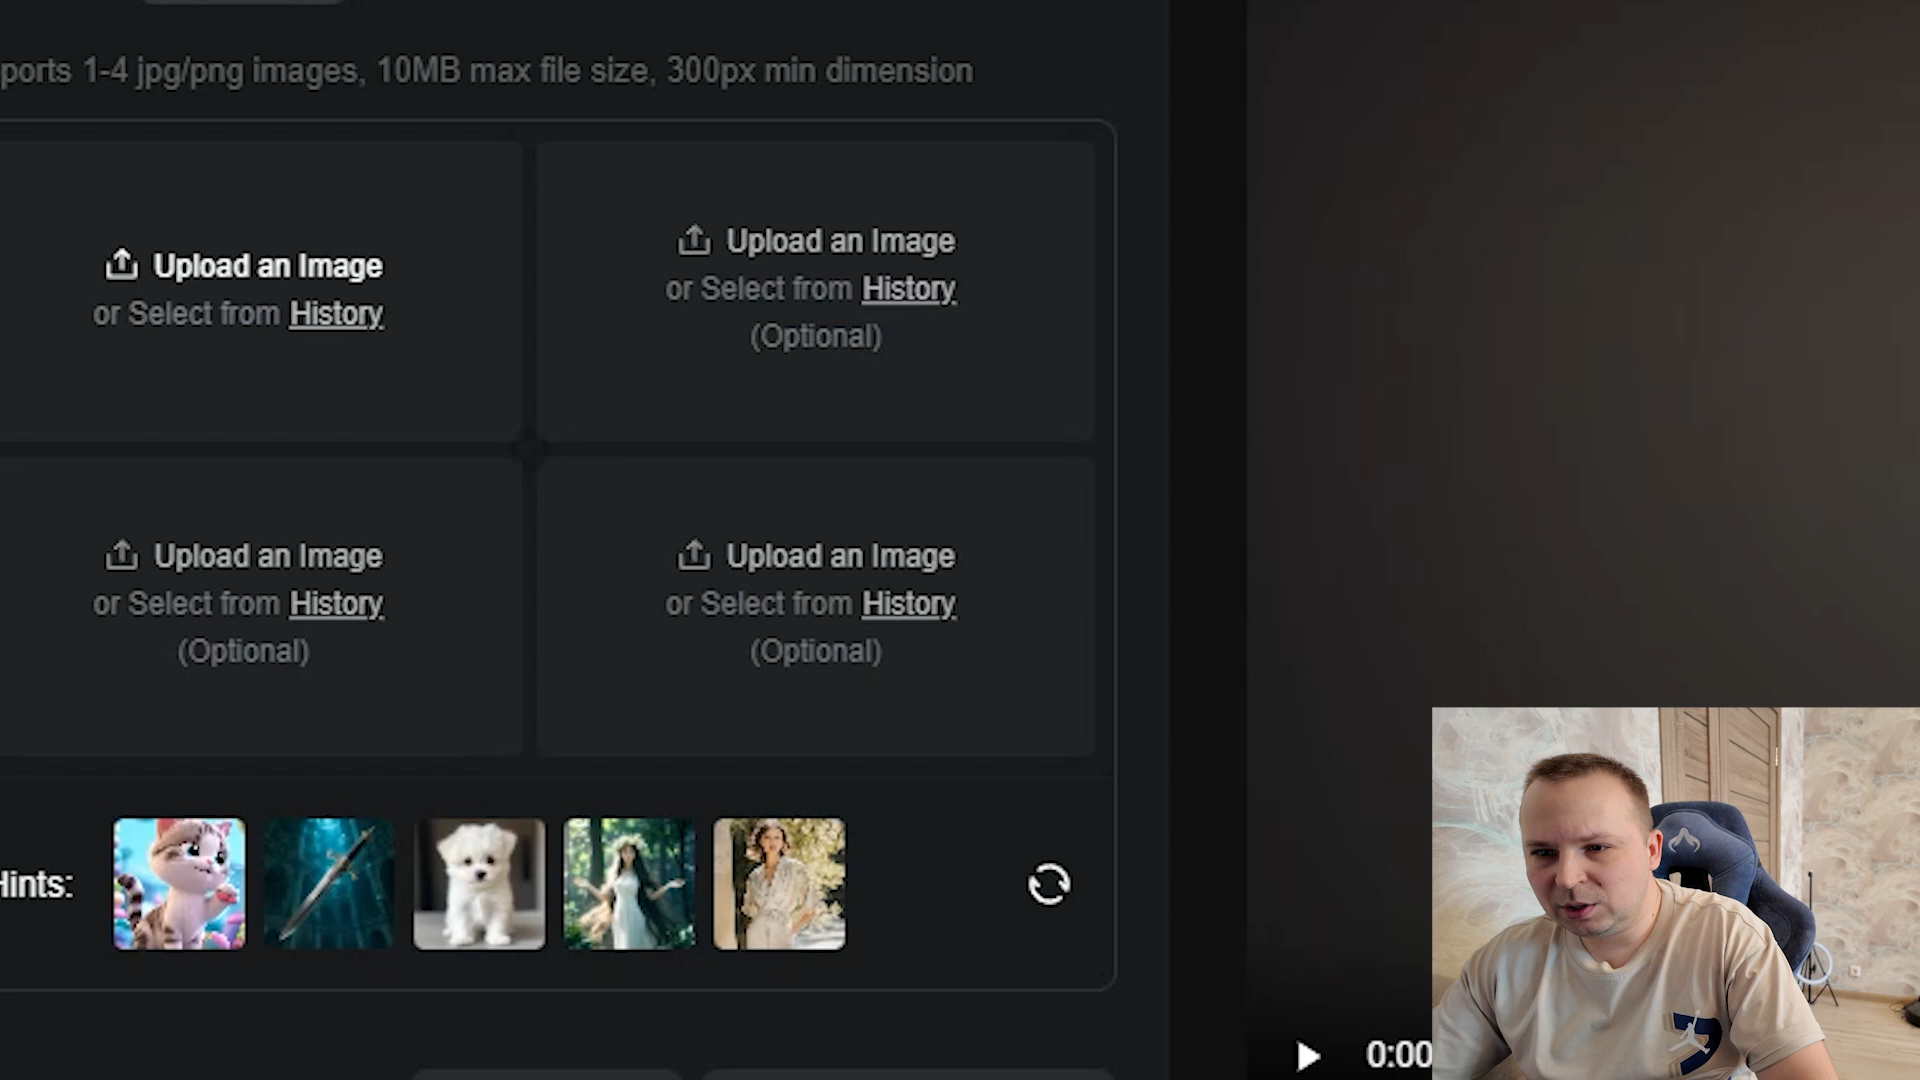 ports 1-4 jpg/png images, 10MB max file size, 300px min dimension
Upload an Image
or Select from History
Upload an Image
or Select from History
(Optional)
Upload an Image
or Select from History
(Optional)
Upload an Image
or Select from History
(Optional)
Hints:
0:00